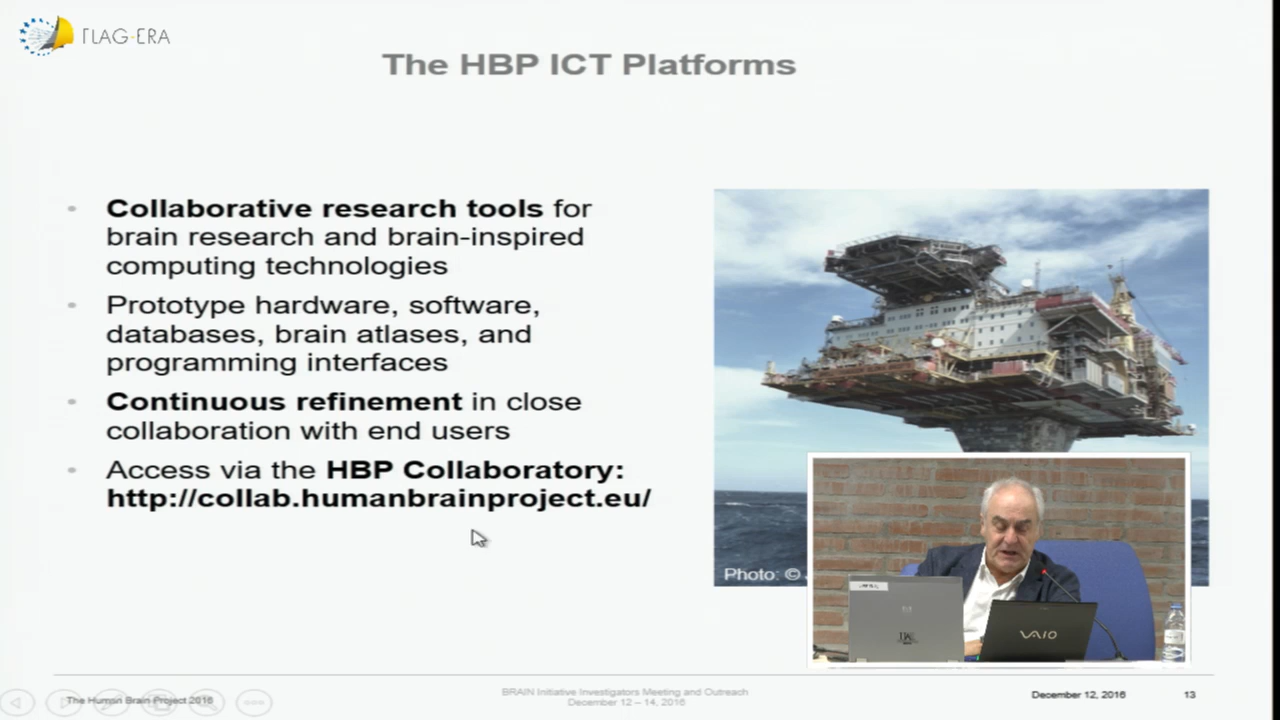 FLAG-ERA
The HBP ICT Platforms
Collaborative research tools for
brain research and brain-inspired
computing technologies
Prototype hardware, software,
databases, brain atlases, and
programming interfaces
Continuous refinement in close
collaboration with end users
Access via the HBP Collaboratory:
http://collab.humanbrainproject.eu/
Photo: ©
VAIO
The Human Brain Project 2016
BRAIN Initiative Investigators Meeting and Outreach
December 12 – 14, 2016
December 12, 2016
13